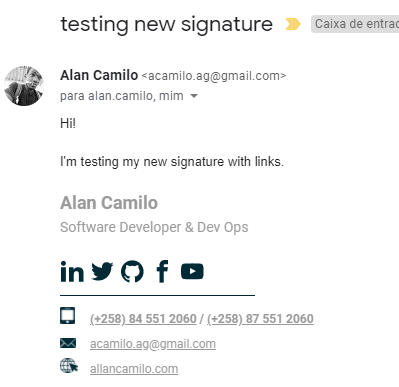 testing new signature
Caixa de entrac
Alan Camilo <acamilo.ag@gmail.com>
para alan.camilo, mim
Hi!
I'm testing my new signature with links.
Alan Camilo
Software Developer & Dev Ops
(+258) 84 551 2060 / (+258) 87 551 2060
acamilo.ag@gmail.com
allancamilo.com